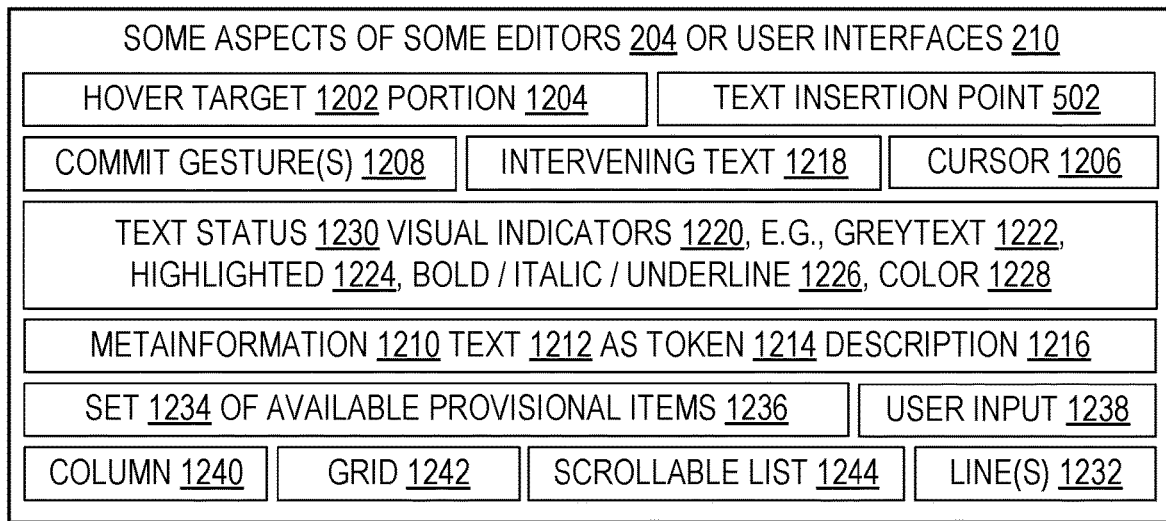 SOME ASPECTS OF SOME EDITORS 204 OR USER INTERFACES 210
HOVER TARGET 1202 PORTION 1204
TEXT INSERTION POINT 502
COMMIT GESTURE(S) 1208
INTERVENING TEXT 1218
CURSOR 1206
TEXT STATUS 1230 VISUAL INDICATORS 1220, E.G., GREYTEXT 1222,
HIGHLIGHTED 1224, BOLD / ITALIC / UNDERLINE 1226, COLOR 1228
METAINFORMATION 1210 TEXT 1212 AS TOKEN 1214 DESCRIPTION 1216
SET 1234 OF AVAILABLE PROVISIONAL ITEMS 1236
USER INPUT 1238
COLUMN 1240
GRID 1242
SCROLLABLE LIST 1244
LINE(S) 1232